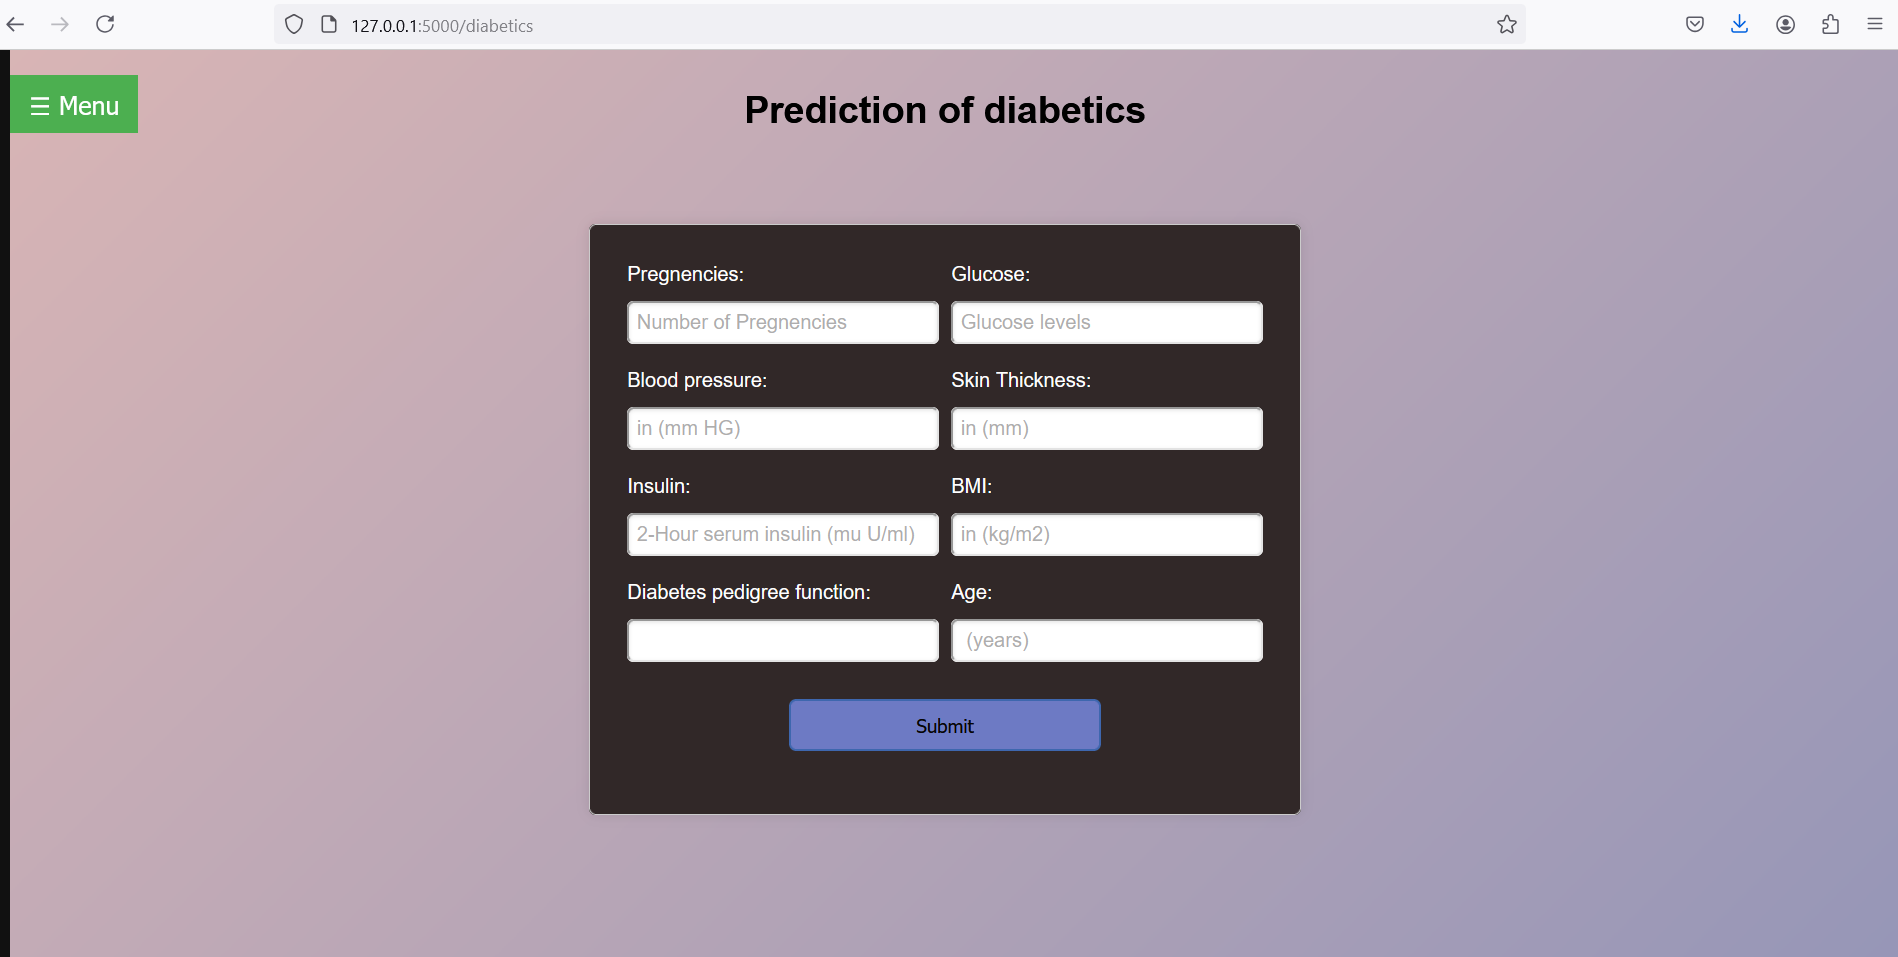 127.0.0.1:5000/diabetics
☰ Menu
Prediction of diabetics
Pregnencies: Glucose:
Number of Pregnencies Glucose levels
Blood pressure: Skin Thickness:
in (mm HG) in (mm)
Insulin: BMI:
2-Hour serum insulin (mu U/ml) in (kg/m2)
Diabetes pedigree function: Age:
(years)
Submit